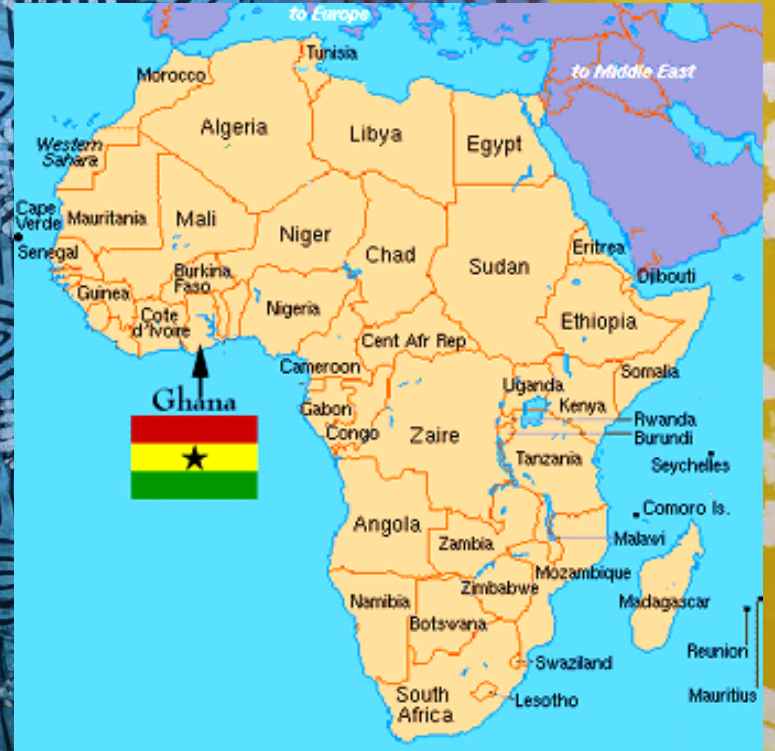 to Europe
Tunisia
to Middle East
Morocco
Algeria
Libya
Egypt
Western
Sahara
Cape
Verde
Mauritania
Mali
Niger
Chad
Sudan
Eritrea
Senegal
Djibouti
Burkina
Faso
Guinea
Nigeria
Cote
d'Ivoire
Ethiopia
Cent Afr Rep
Cameroon
Somalia
Uganda
Ghana
Kenya
Gabon
Rwanda
Congo
Zaire
Burundi
Tanzania
Seychelles
Comoro Is.
Angola
Zambia
Malawi
Mozambique
Zimbabwe
Namibia
Madagascar
Botswana
Reunion
Swaziland
Mauritius
South
Africa
Lesotho